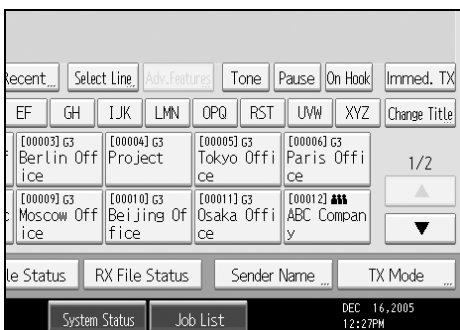 Recent Select Line Adv.Features Tone Pause On Hook Immed. TX
EF GH IJK LMN OPQ RST UVW XYZ Change Title
[00003] G3 [00004] G3 [00005] G3 [00006] G3
Berlin Off Project Tokyo Offi Paris Offi 1/2
ice ce ce
[00009] G3 [00010] G3 [00011] G3 [00012]
Moscow Off Beijing Of Osaka Offi ABC Compan
ice fice ce y
le Status RX File Status Sender Name TX Mode
System Status Job List DEC 16,2005
12:27PM